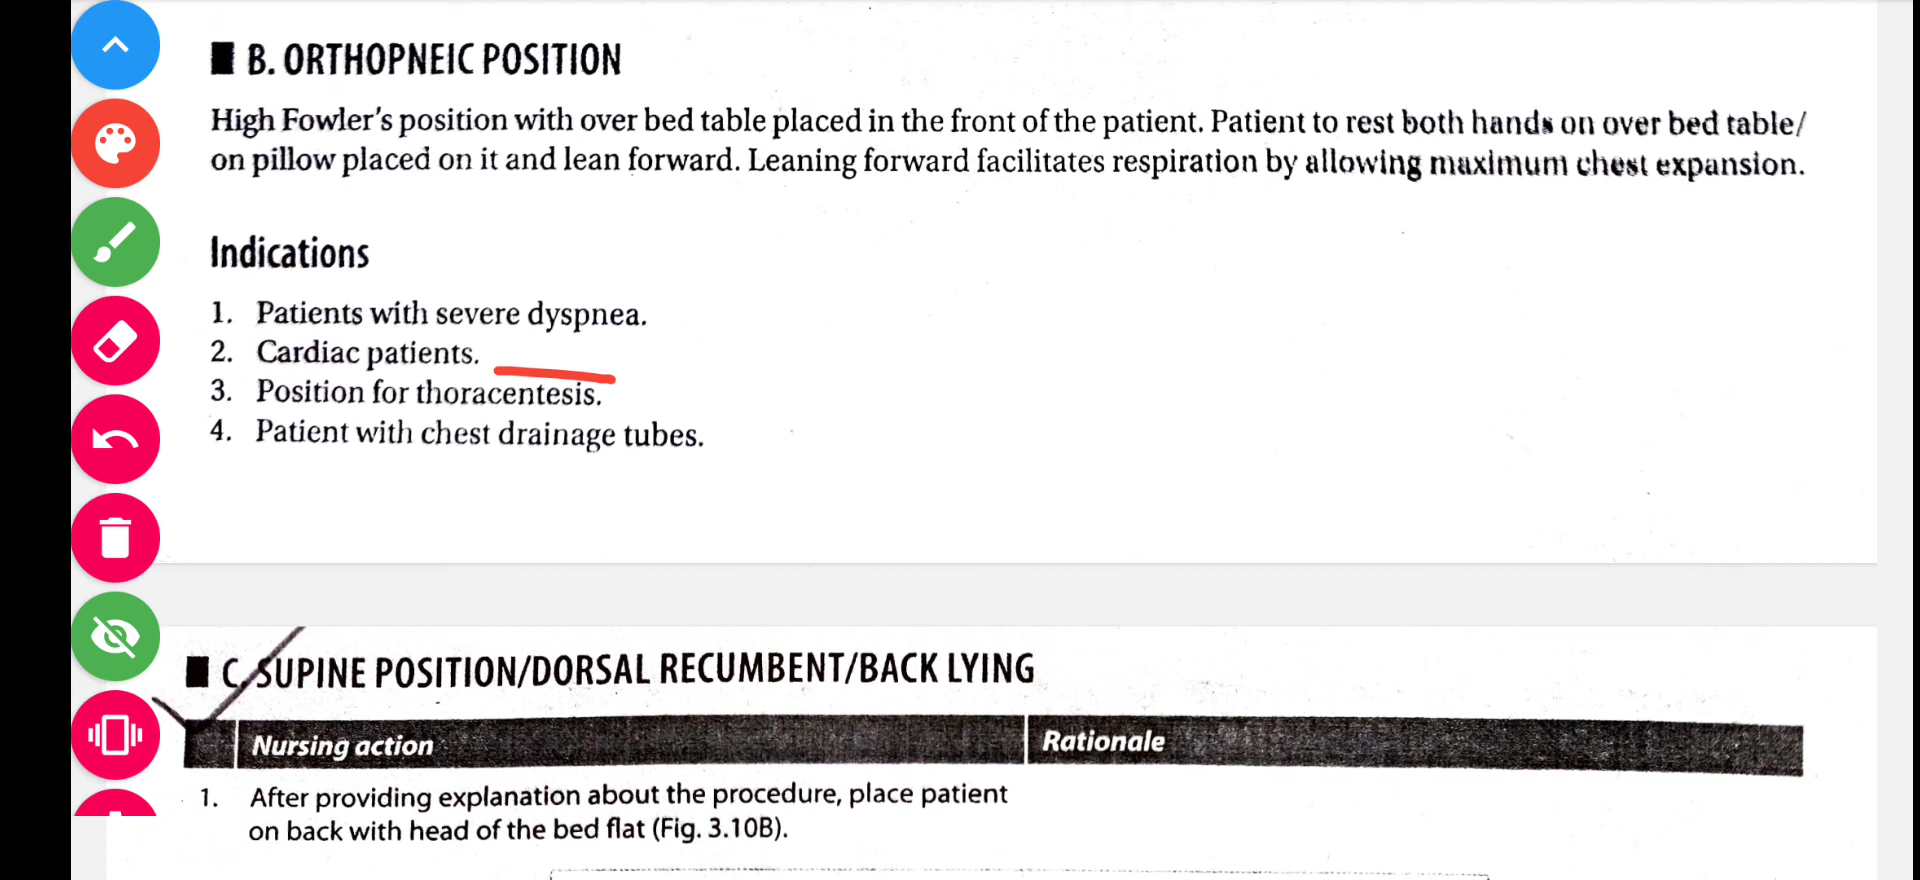 B. ORTHOPNEIC POSITION
High Fowler's position with over bed table placed in the front of the patient. Patient to rest both hands on over bed table/
on pillow placed on it and lean forward. Leaning forward facilitates respiration by allowing maximum chest expansion.
Indications
1. Patients with severe dyspnea.
2. Cardiac patients.
3. Position for thoracentesis.
4. Patient with chest drainage tubes.
C. SUPINE POSITION/DORSAL RECUMBENT/BACK LYING
Nursing action Rationale
1. After providing explanation about the procedure, place patient
on back with head of the bed flat (Fig. 3.10B).